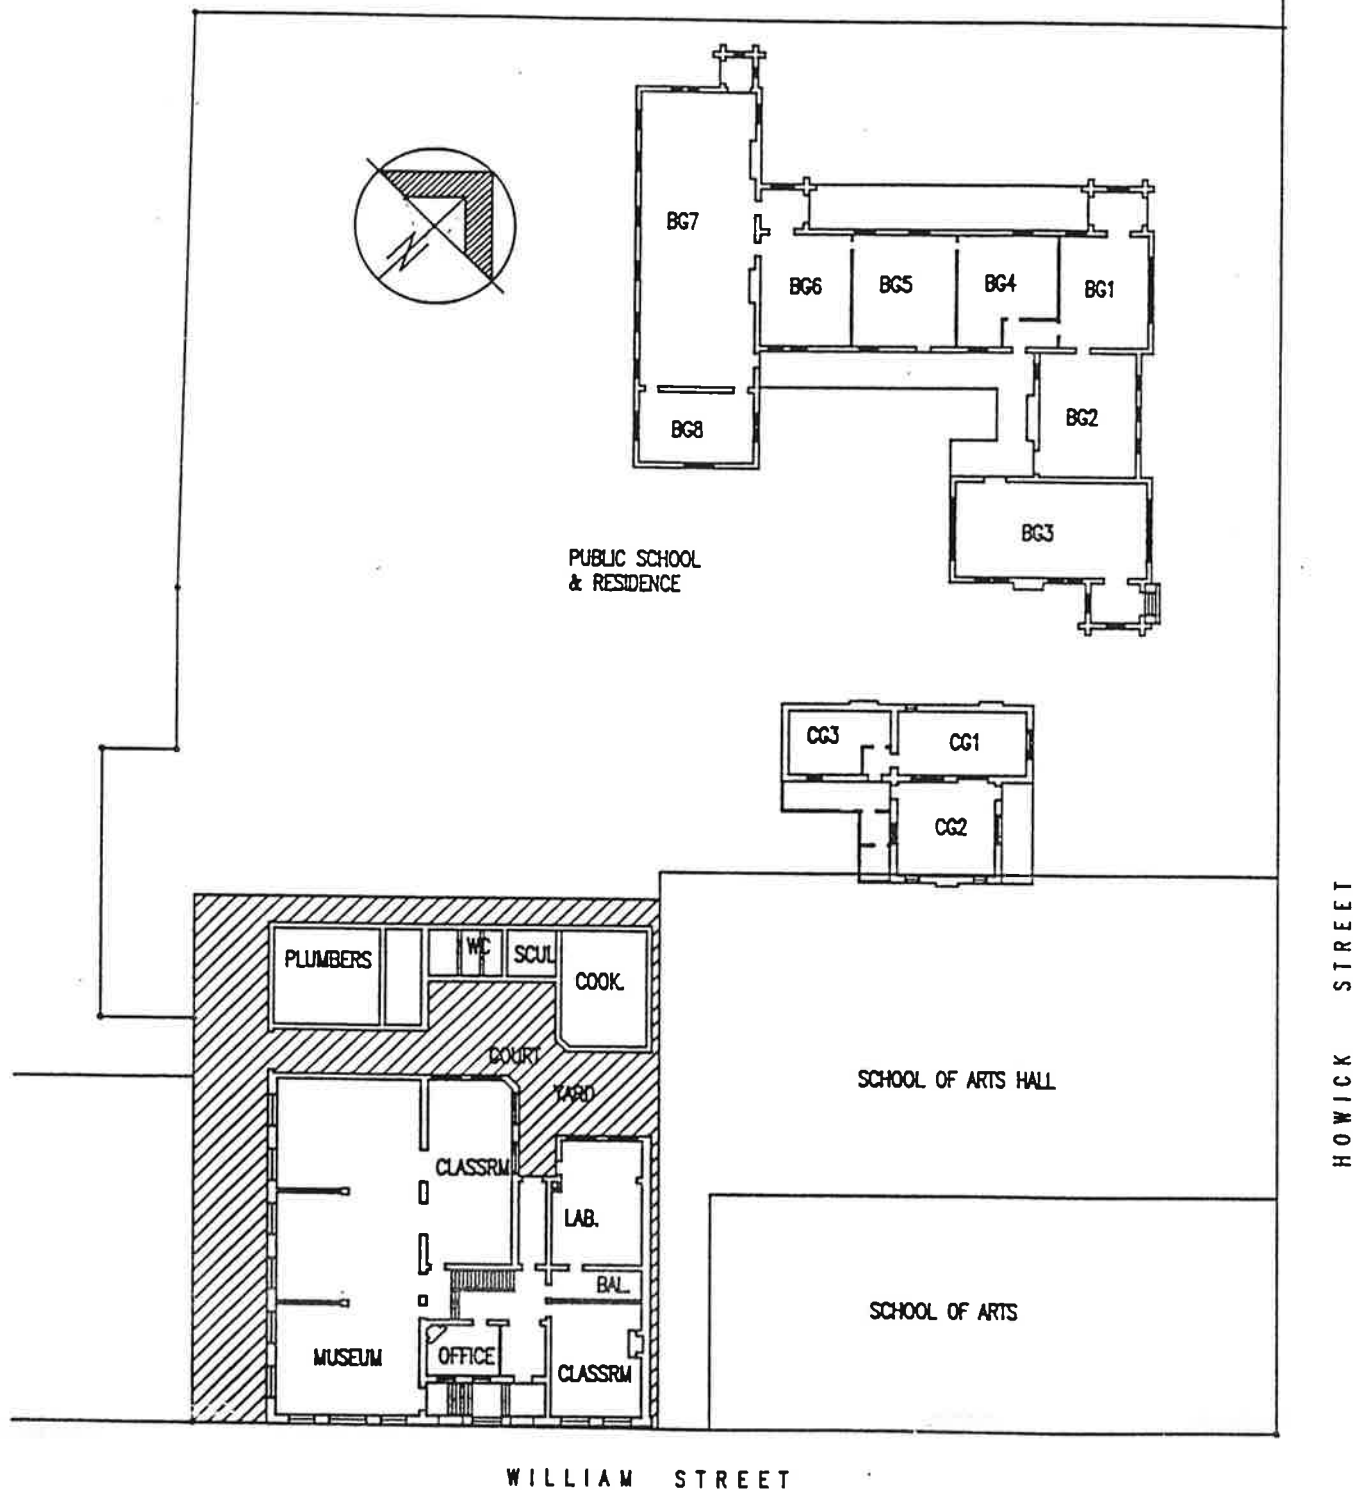 BG7
BG6
BG5
BG4
BG1
BG2
BG8
BG3
PUBLIC SCHOOL
& RESIDENCE
CG3
CG1
CG2
PLUMBERS
WC
SCUL
COOK.
COURT
YARD
CLASSRM
LAB.
BAL.
MUSEUM
OFFICE
CLASSRM
SCHOOL OF ARTS HALL
SCHOOL OF ARTS
HOWICK STREET
WILLIAM STREET
N